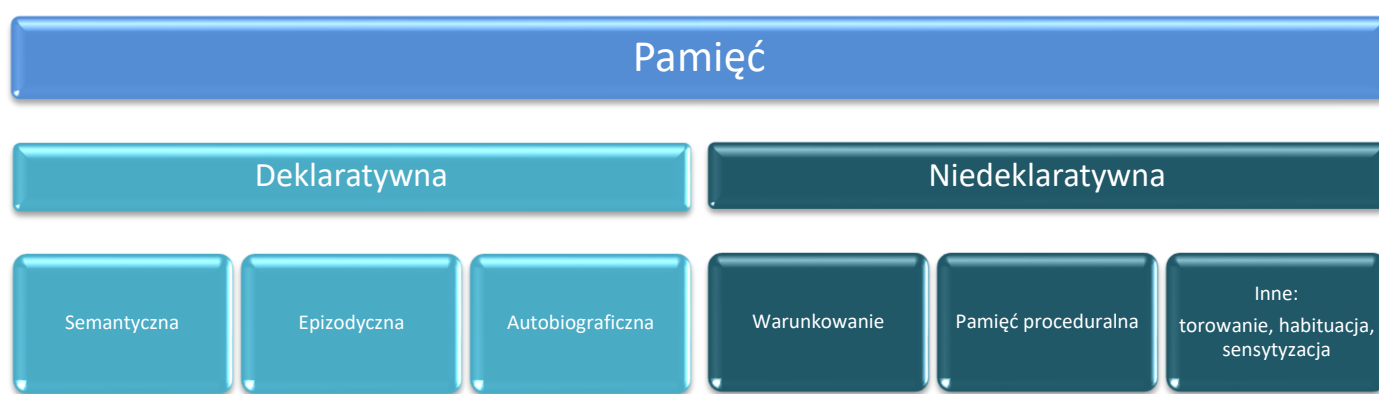 Pamięć
Deklaratywna
Niedeklaratywna
Semantyczna
Epizodyczna
Autobiograficzna
Warunkowanie
Pamięć proceduralna
Inne:
torowanie, habituacja,
sensytyzacja